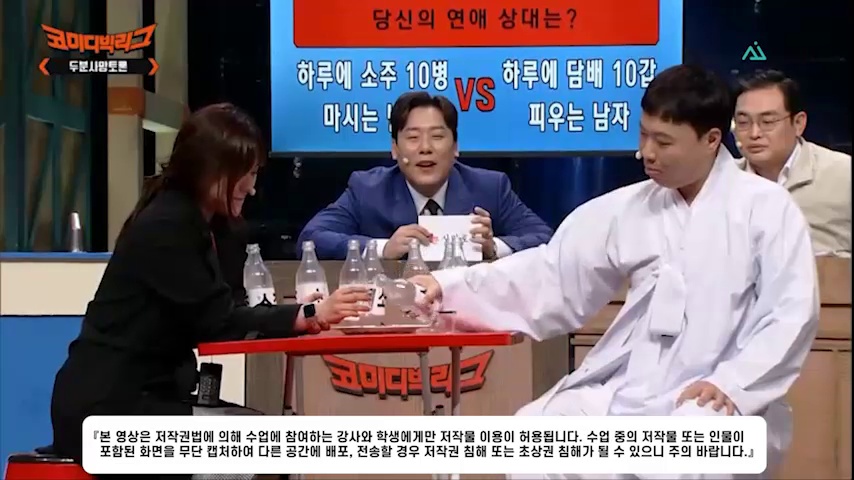 코미디빅리그
두분사망토론
당신의 연애 상대는?
하루에 소주 10병
마시는
VS
하루에 담배 10갑
피우는 남자
코미디빅리그
『본 영상은 저작권법에 의해 수업에 참여하는 강사와 학생에게만 저작물 이용이 허용됩니다. 수업 중의 저작물 또는 인물이
포함된 화면을 무단 캡처하여 다른 공간에 배포, 전송할 경우 저작권 침해 또는 초상권 침해가 될 수 있으니 주의 바랍니다.』